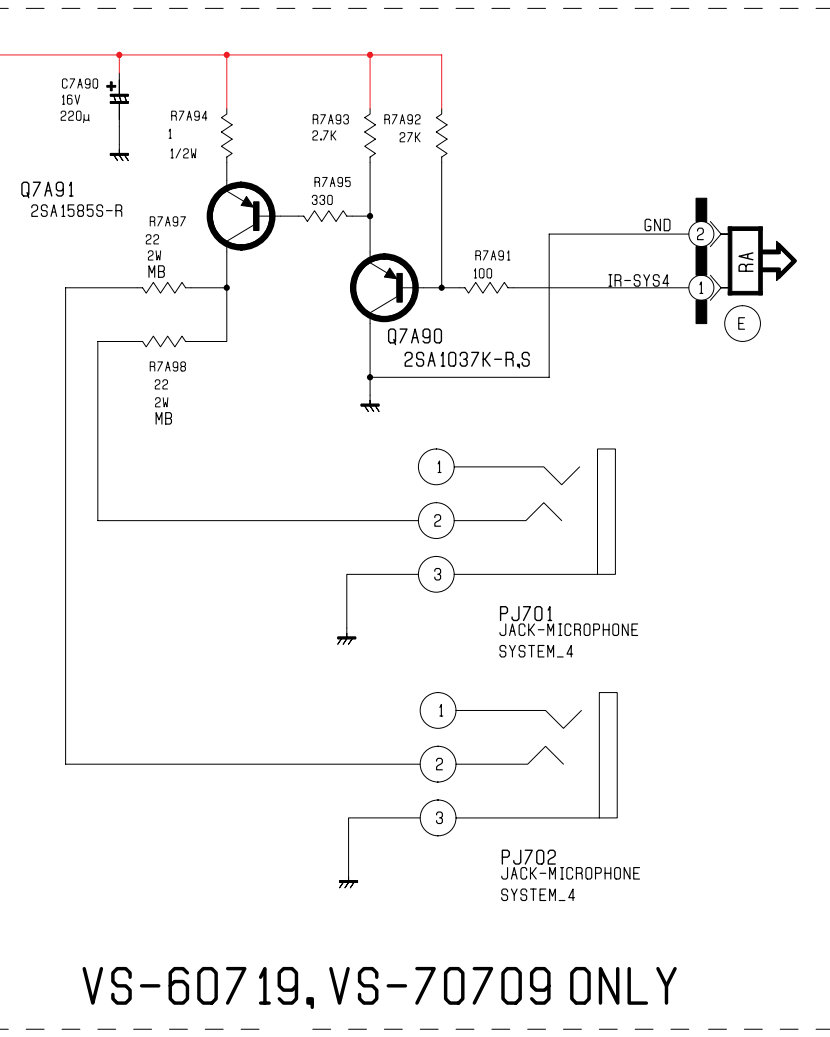 C7A90
16V
220µ
R7A94
1
1/2W
R7A93
2.7K
R7A92
27K
Q7A91
2SA1585S-R
R7A95
330
R7A97
22
2W
MB
GND
2
RA
R7A91
100
IR-SYS4
1
E
Q7A90
2SA1037K-R,S
R7A98
22
2W
MB
1
2
3
PJ701
JACK-MICROPHONE
SYSTEM_4
1
2
3
PJ702
JACK-MICROPHONE
SYSTEM_4
VS-60719, VS-70709 ONLY